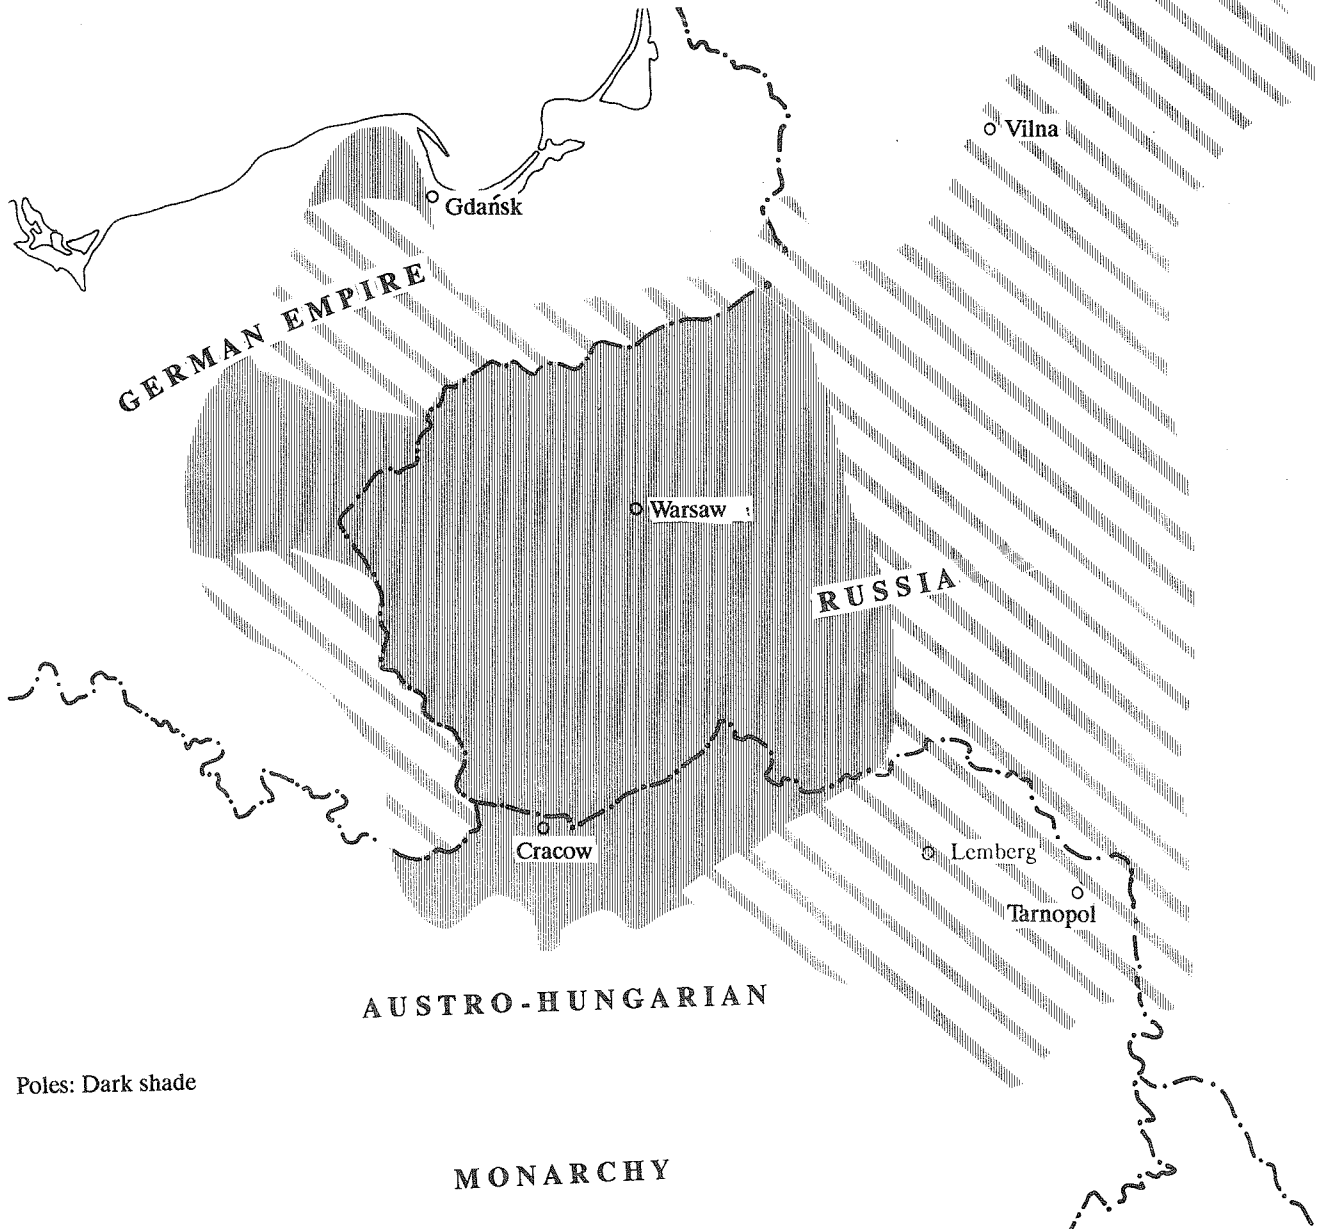 Vilna
Gdańsk
GERMAN EMPIRE
Warsaw
RUSSIA
Cracow
Lemberg
Tarnopol
AUSTRO-HUNGARIAN
Poles: Dark shade
MONARCHY